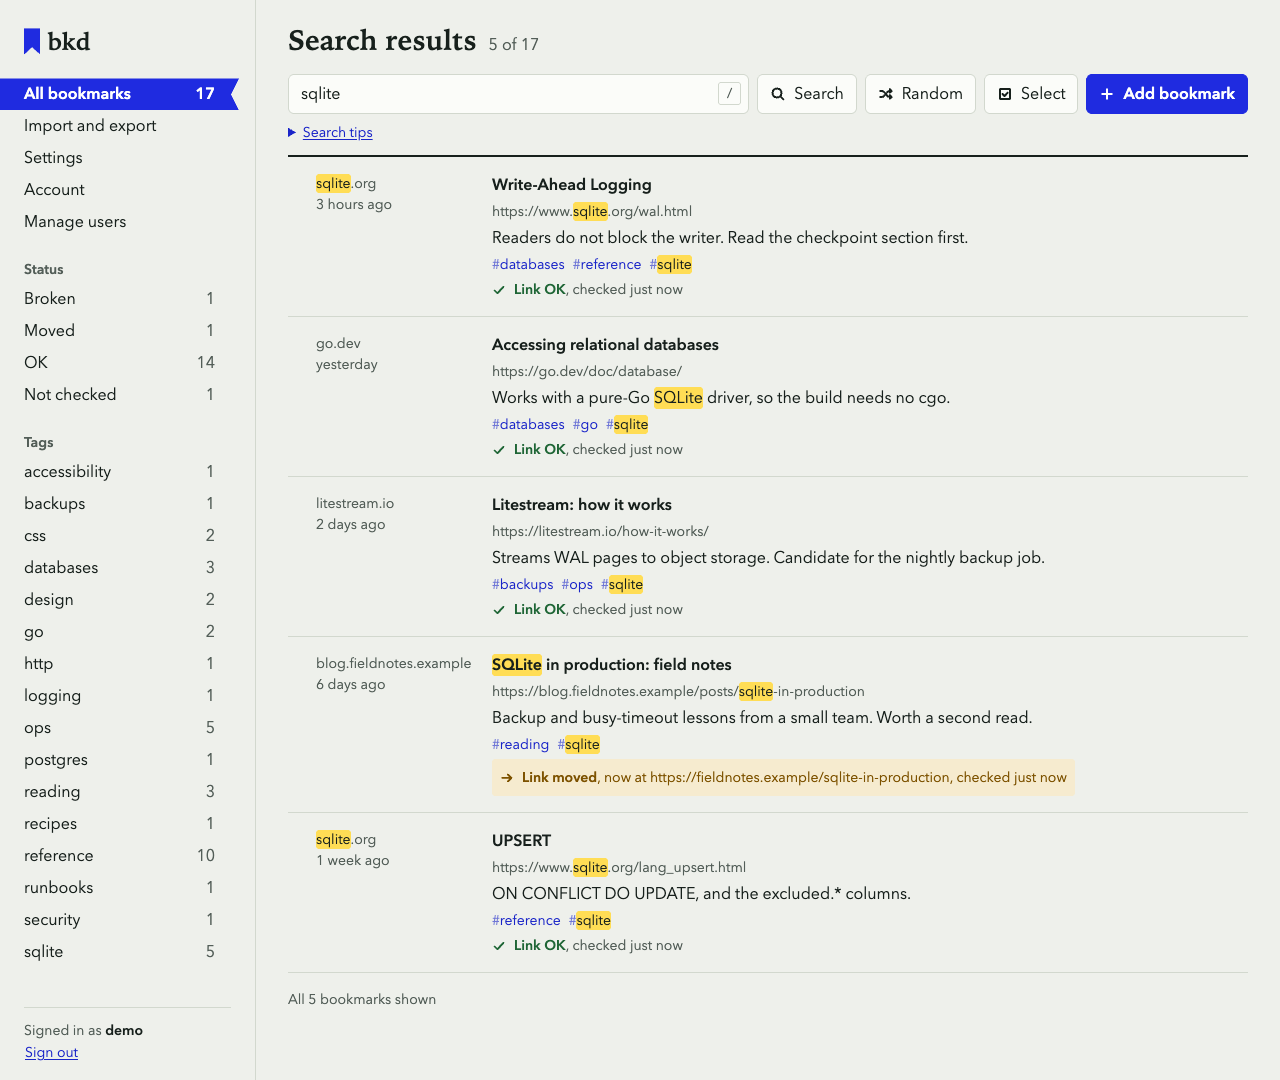 bkd
All bookmarks 17
Import and export
Settings
Account
Manage users
Status
Broken 1
Moved 1
OK 14
Not checked 1
Tags
accessibility 1
backups 1
css 2
databases 3
design 2
go 2
http 1
logging 1
ops 5
postgres 1
reading 3
recipes 1
reference 10
runbooks 1
security 1
sqlite 5
Signed in as demo
Sign out
Search results 5 of 17
sqlite /
Search
Random
Select
+ Add bookmark
Search tips
sqlite.org
3 hours ago
Write-Ahead Logging
https://www.sqlite.org/wal.html
Readers do not block the writer. Read the checkpoint section first.
#databases #reference #sqlite
Link OK, checked just now
go.dev
yesterday
Accessing relational databases
https://go.dev/doc/database/
Works with a pure-Go SQLite driver, so the build needs no cgo.
#databases #go #sqlite
Link OK, checked just now
litestream.io
2 days ago
Litestream: how it works
https://litestream.io/how-it-works/
Streams WAL pages to object storage. Candidate for the nightly backup job.
#backups #ops #sqlite
Link OK, checked just now
blog.fieldnotes.example
6 days ago
SQLite in production: field notes
https://blog.fieldnotes.example/posts/sqlite-in-production
Backup and busy-timeout lessons from a small team. Worth a second read.
#reading #sqlite
Link moved, now at https://fieldnotes.example/sqlite-in-production, checked just now
sqlite.org
1 week ago
UPSERT
https://www.sqlite.org/lang_upsert.html
ON CONFLICT DO UPDATE, and the excluded.* columns.
#reference #sqlite
Link OK, checked just now
All 5 bookmarks shown